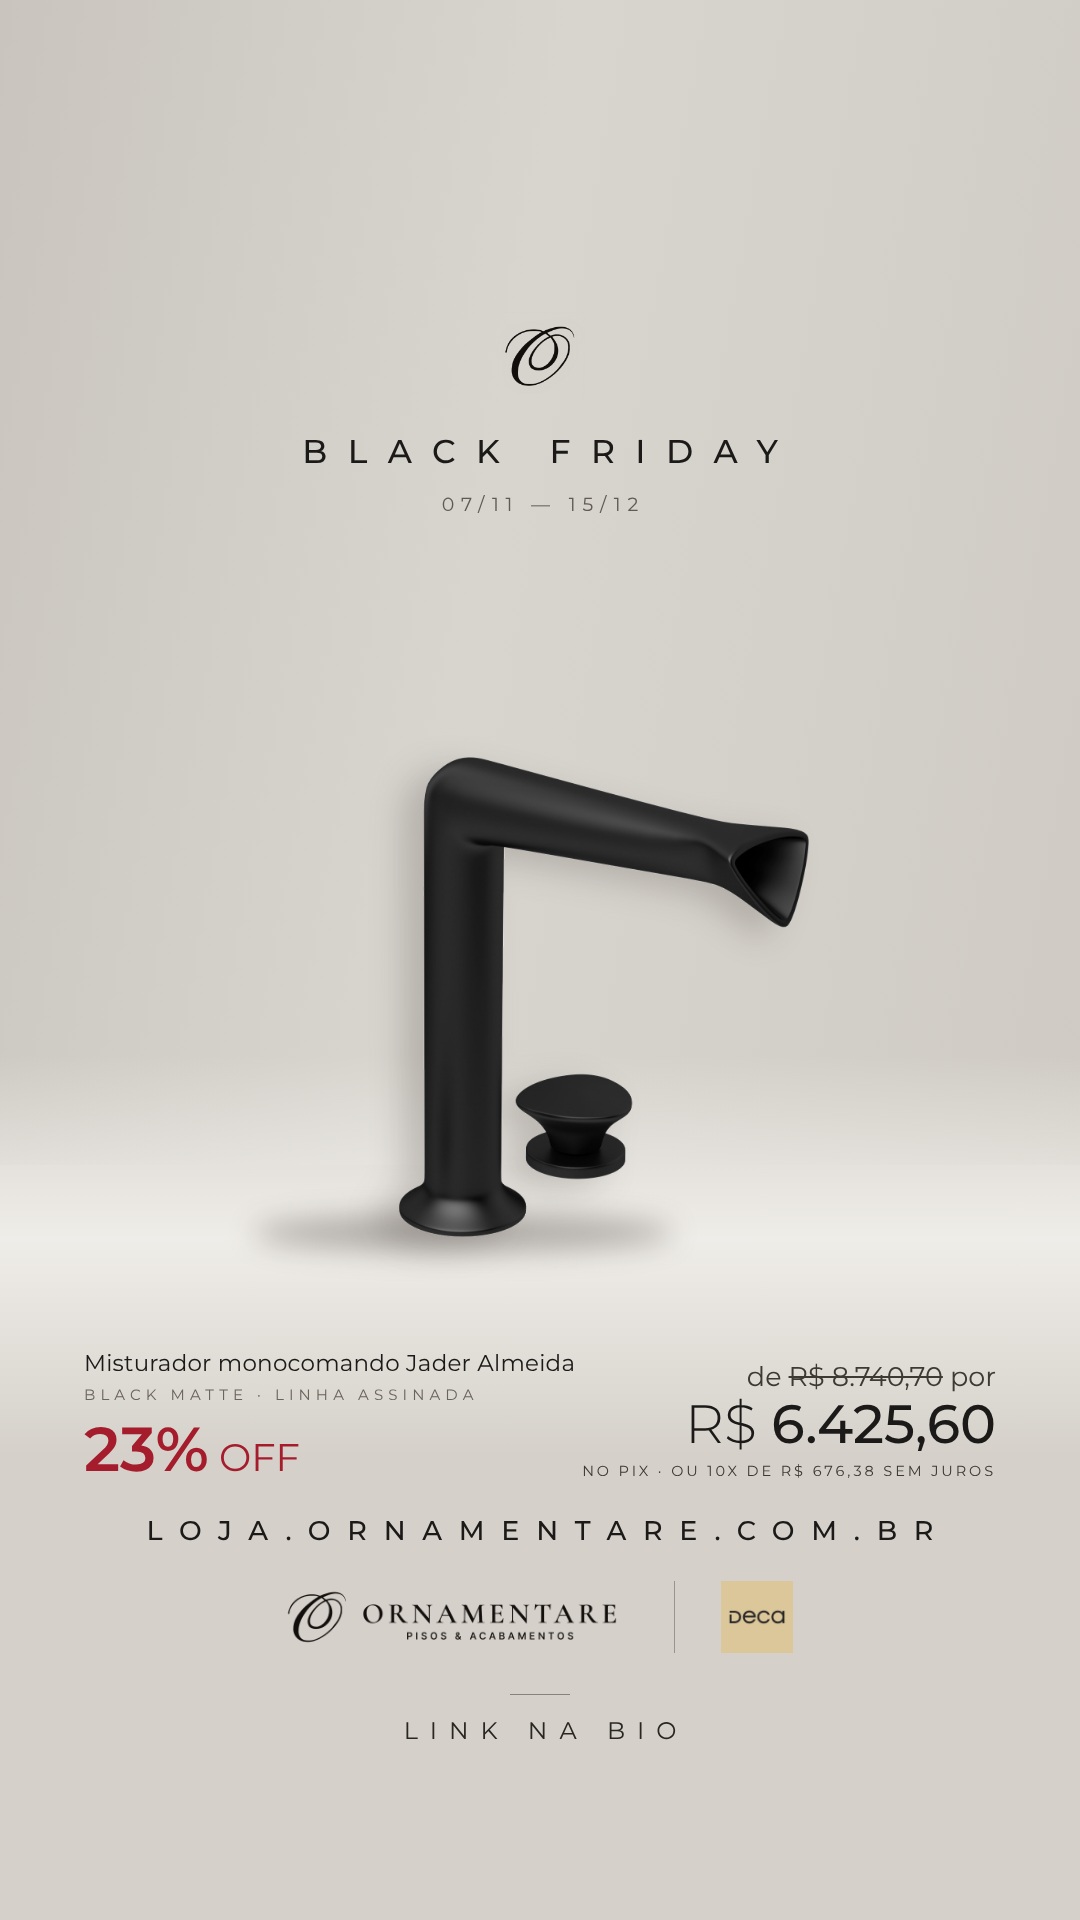 BLACK FRIDAY
07/11 — 15/12
Misturador monocomando Jader Almeida
BLACK MATTE · LINHA ASSINADA
23% OFF
de R$ 8.740,70 por
R$ 6.425,60
NO PIX · OU 10X DE R$ 676,38 SEM JUROS
LOJA.ORNAMENTARE.COM.BR
ORNAMENTARE
PISOS & ACABAMENTOS
Deca
LINK NA BIO